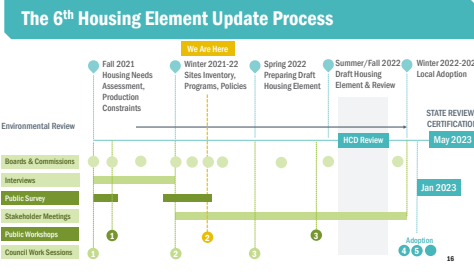 The 6th Housing Element Update Process
We Are Here
Fall 2021
Housing Needs
Assessment,
Production
Constraints
Winter 2021-22
Sites Inventory,
Programs, Policies
Spring 2022
Preparing Draft
Housing Element
Summer/Fall 2022
Draft Housing
Element & Review
Winter 2022-202
Local Adoption
Environmental Review
STATE REVIEW
CERTIFICATION
HCD Review
May 2023
Boards & Commissions
Interviews
Public Survey
Jan 2023
Stakeholder Meetings
Public Workshops
1
2
3
Adoption
Council Work Sessions
1
2
3
4
5
16